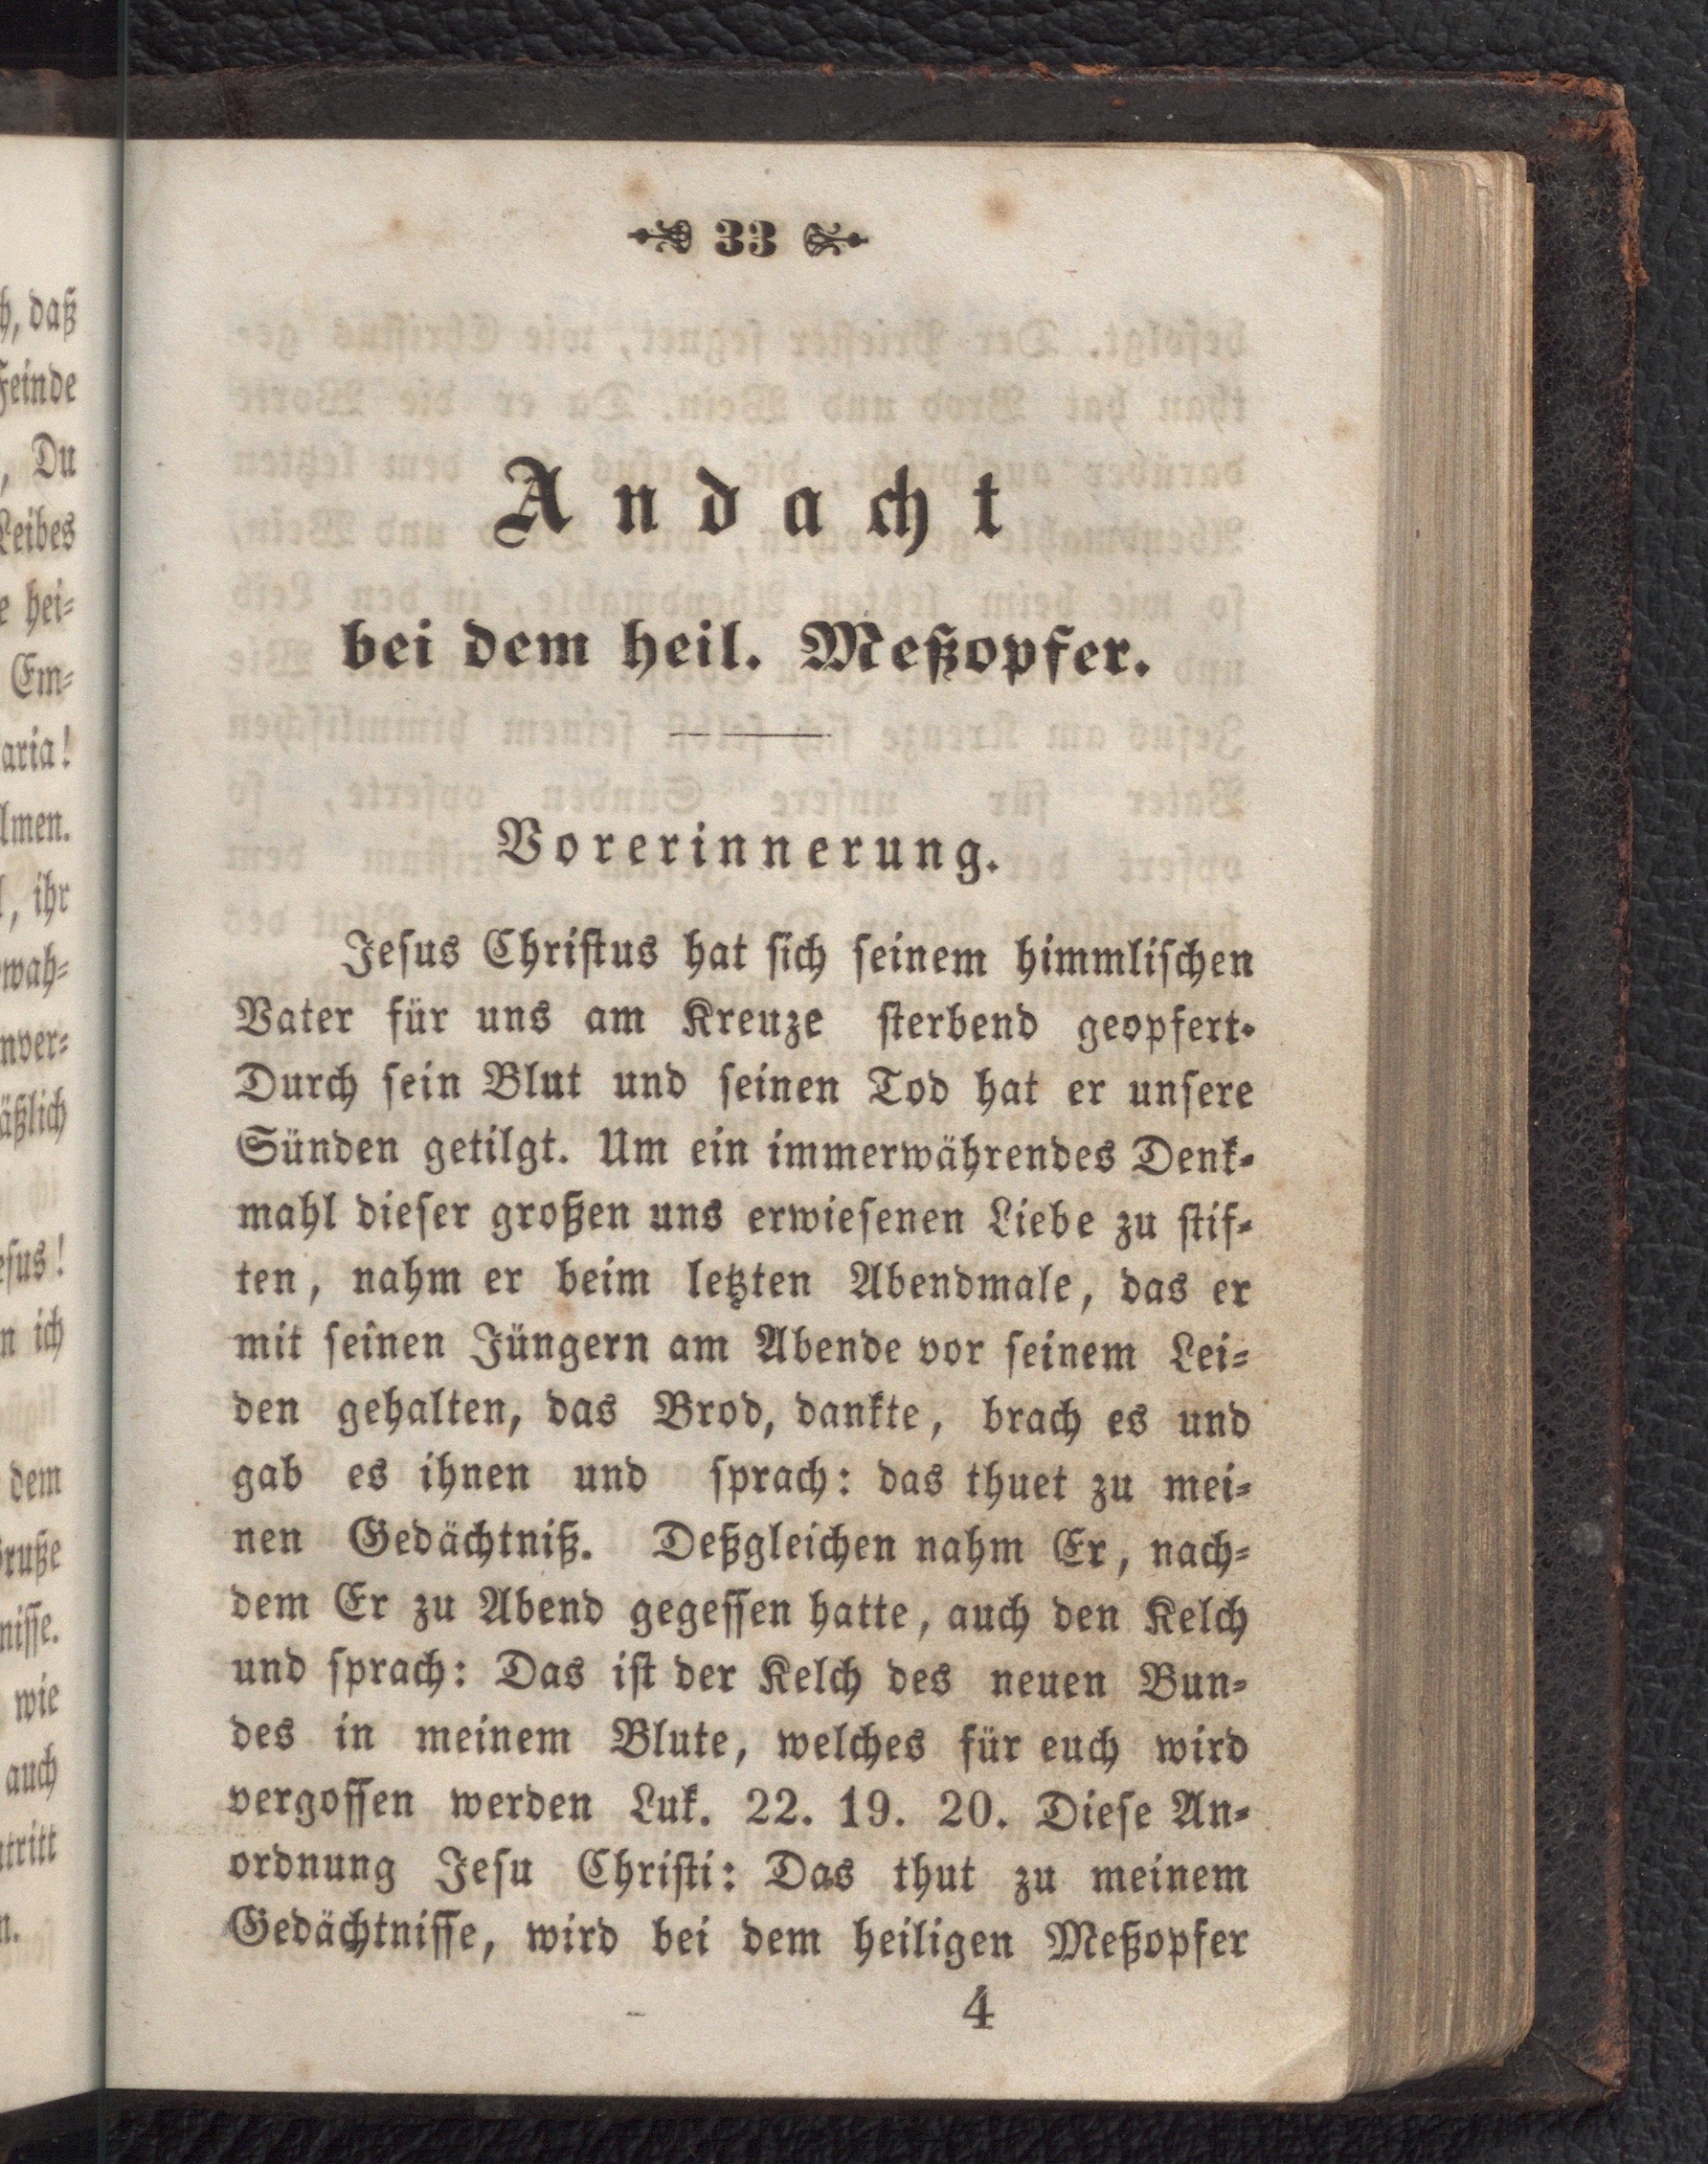 33
Andacht
bei dem heil. Meßopfer.
Vorerinnerung.
Jesus Christus hat sich seinem himmlischen
Vater für uns am Kreuze sterbend geopfert.
Durch sein Blut und seinen Tod hat er unsere
Sünden getilgt. Um ein immerwährendes Denk-
mahl dieser großen uns erwiesenen Liebe zu stif-
ten, nahm er beim letzten Abendmale, das er
mit seinen Jüngern am Abende vor seinem Lei-
den gehalten, das Brod, dankte, brach es und
gab es ihnen und sprach: das thuet zu mei-
nen Gedächtniß. Deßgleichen nahm Er, nach-
dem Er zu Abend gegessen hatte, auch den Kelch
und sprach: Das ist der Kelch des neuen Bun-
des in meinem Blute, welches für euch wird
vergossen werden Luk. 22. 19. 20. Diese An-
ordnung Jesu Christi: Das thut zu meinem
Gedächtnisse, wird bei dem heiligen Meßopfer
4